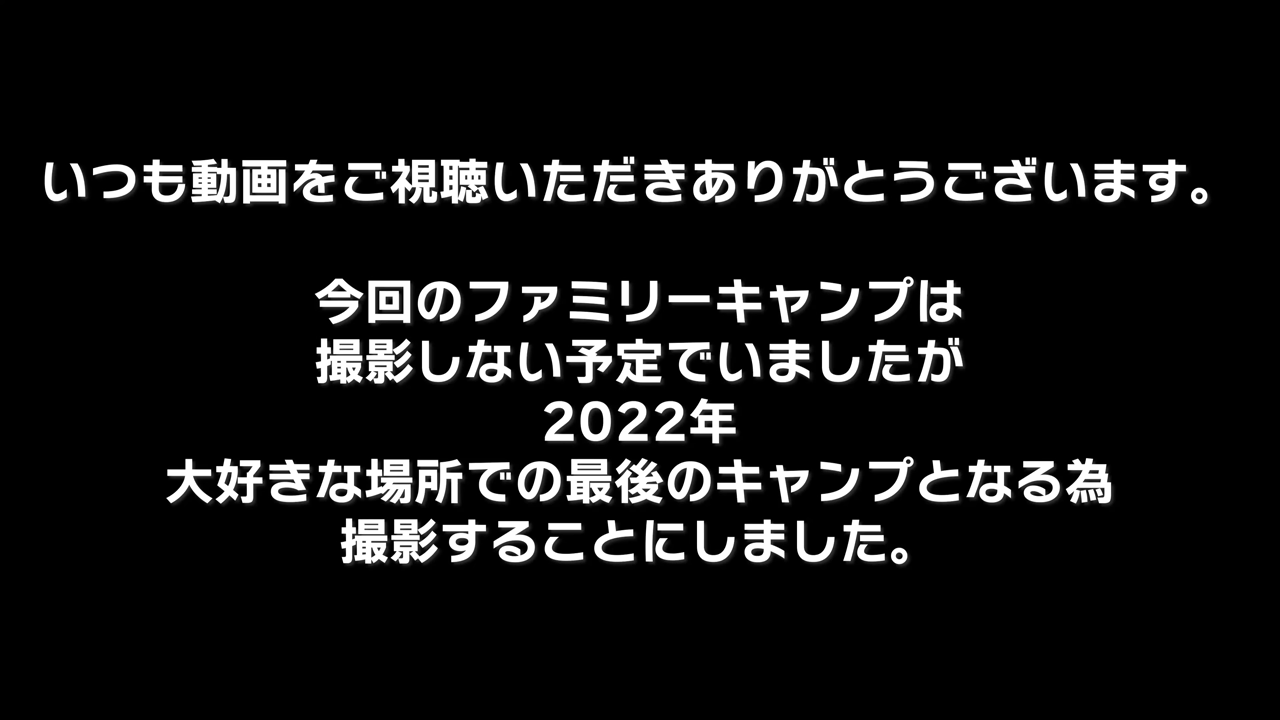 いつも動画をご視聴いただきありがとうございます。
今回のファミリーキャンプは
撮影しない予定でいましたが
2022年
大好きな場所での最後のキャンプとなる為
撮影することにしました。